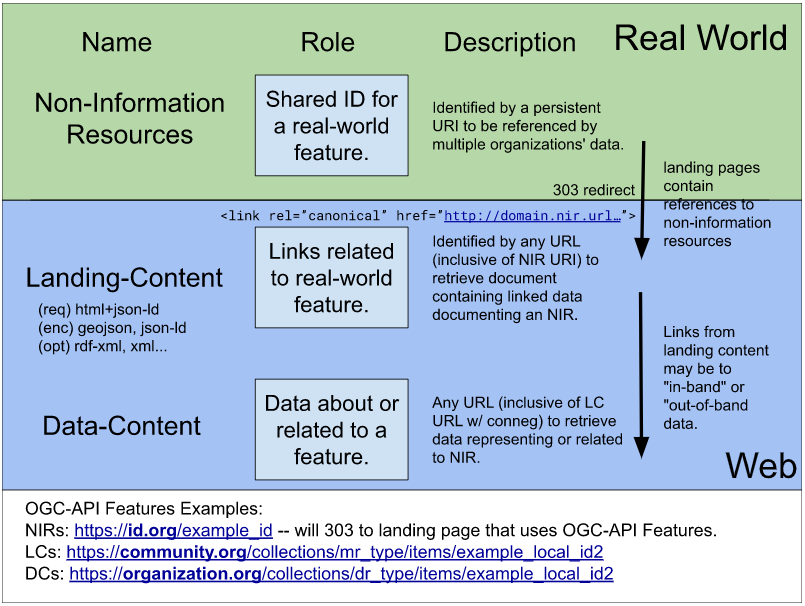 Name
Role
Description
Real World
Non-Information
Resources
Shared ID for
a real-world
feature.
Identified by a persistent
URI to be referenced by
multiple organizations' data.
303 redirect
landing pages
contain
references to
non-information
resources
<link rel="canonical" href="http://domain.nir.url…">
Landing-Content
(req) html+json-ld
(enc) geojson, json-ld
(opt) rdf-xml, xml...
Links related
to real-world
feature.
Identified by any URL
(inclusive of NIR URI) to
retrieve document
containing linked data
documenting an NIR.
Links from
landing content
may be to
"in-band" or
"out-of-band
data.
Data-Content
Data about or
related to a
feature.
Any URL (inclusive of LC
URL w/ conneg) to retrieve
data representing or related
to NIR.
Web
OGC-API Features Examples:
NIRs: https://id.org/example_id -- will 303 to landing page that uses OGC-API Features.
LCs: https://community.org/collections/mr_type/items/example_local_id2
DCs: https://organization.org/collections/dr_type/items/example_local_id2